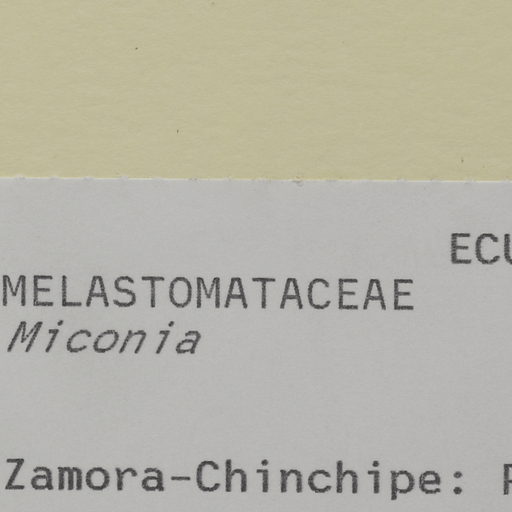 ECU
MELASTOMATACEAE
Miconia
Zamora-Chinchipe: